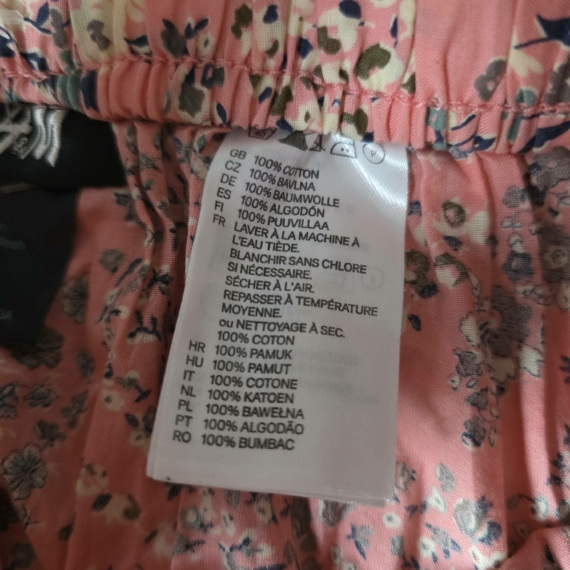 H&M
GB 100% COTTON
CZ 100% BAVLNA
DE 100% BAUMWOLLE
ES 100% ALGODÓN
FI 100% PUUVILLAA
FR LAVER À LA MACHINE À
L'EAU TIÈDE.
BLANCHIR SANS CHLORE
SI NÉCESSAIRE.
SÉCHER À L'AIR.
REPASSER À TEMPÉRATURE
MOYENNE.
ou NETTOYAGE À SEC.
100% COTON
HR 100% PAMUK
HU 100% PAMUT
IT 100% COTONE
NL 100% KATOEN
PL 100% BAWEŁNA
PT 100% ALGODÃO
RO 100% BUMBAC